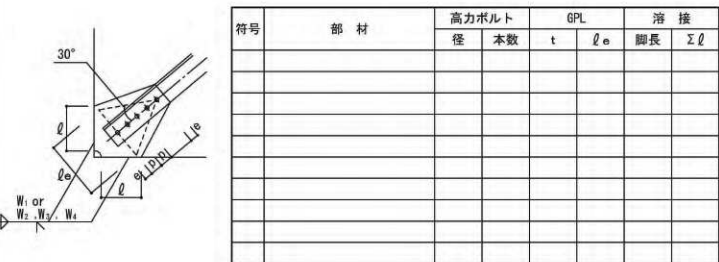 30°
ℓ
ℓe
ℓ
e
P
P
e
W₁ or
W₂ ,W₃ , W₄
符号 部 材 高力ボルト GPL 溶 接
径 本数 t ℓe 脚長 Σℓ